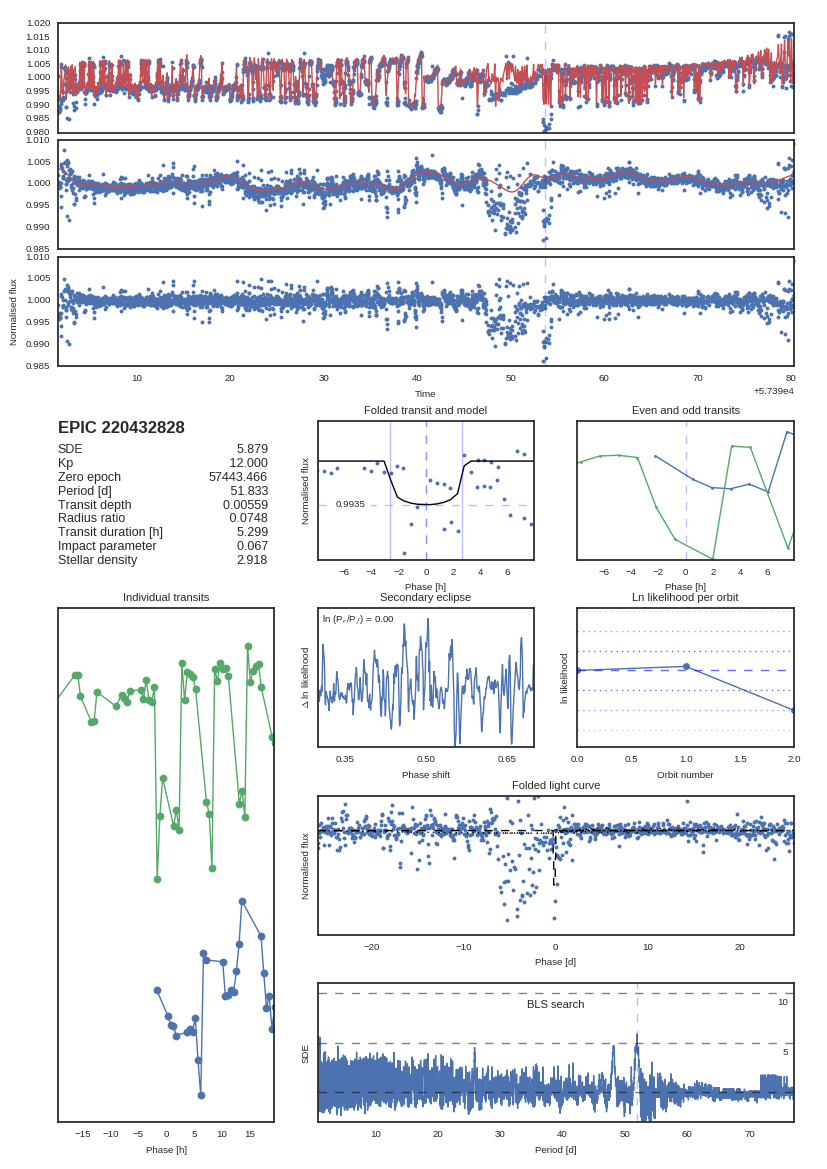 1.020
1.015
1.010
1.005
1.000
0.995
0.990
0.985
0.980
1.010
1.005
1.000
0.995
0.990
0.985
1.010
1.005
1.000
0.995
0.990
0.985
Normalised flux
10 20 30 40 50 60 70 80
Time
+5.739e4
EPIC 220432828
SDE 5.879
Kp 12.000
Zero epoch 57443.466
Period [d] 51.833
Transit depth 0.00559
Radius ratio 0.0748
Transit duration [h] 5.299
Impact parameter 0.067
Stellar density 2.918
Folded transit and model
Normalised flux
0.9935
−6 −4 −2 0 2 4 6
Phase [h]
Even and odd transits
−6 −4 −2 0 2 4 6
Phase [h]
Individual transits
−15 −10 −5 0 5 10 15
Phase [h]
Secondary eclipse
ln (Pₑ/P𝑓) = 0.00
Δ ln likelihood
0.35 0.50 0.65
Phase shift
Ln likelihood per orbit
ln likelihood
0.0 0.5 1.0 1.5 2.0
Orbit number
Folded light curve
Normalised flux
−20 −10 0 10 20
Phase [d]
BLS search
10
5
SDE
10 20 30 40 50 60 70
Period [d]